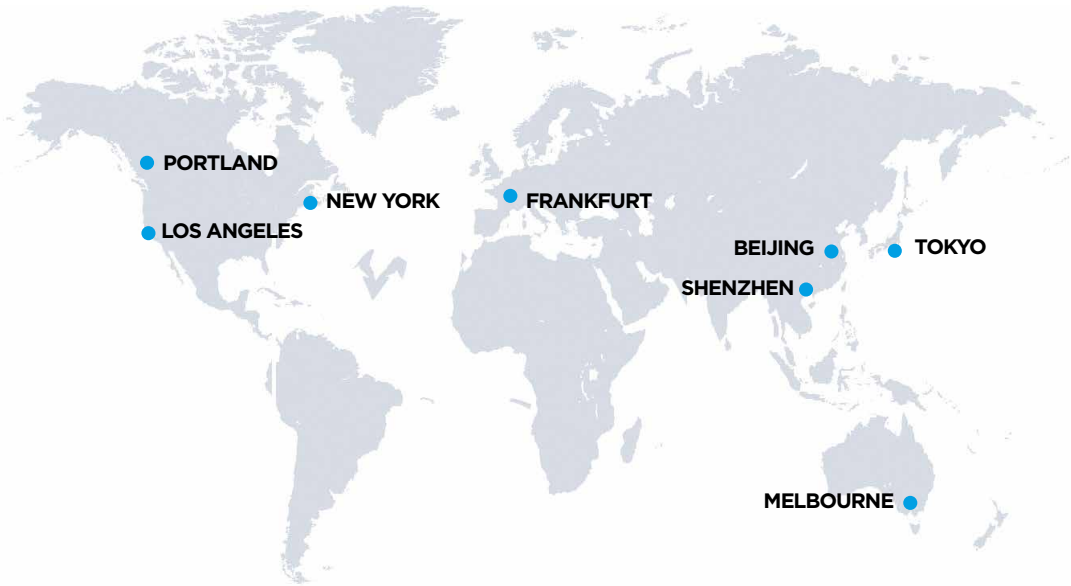 PORTLAND
NEW YORK
FRANKFURT
LOS ANGELES
BEIJING
TOKYO
SHENZHEN
MELBOURNE